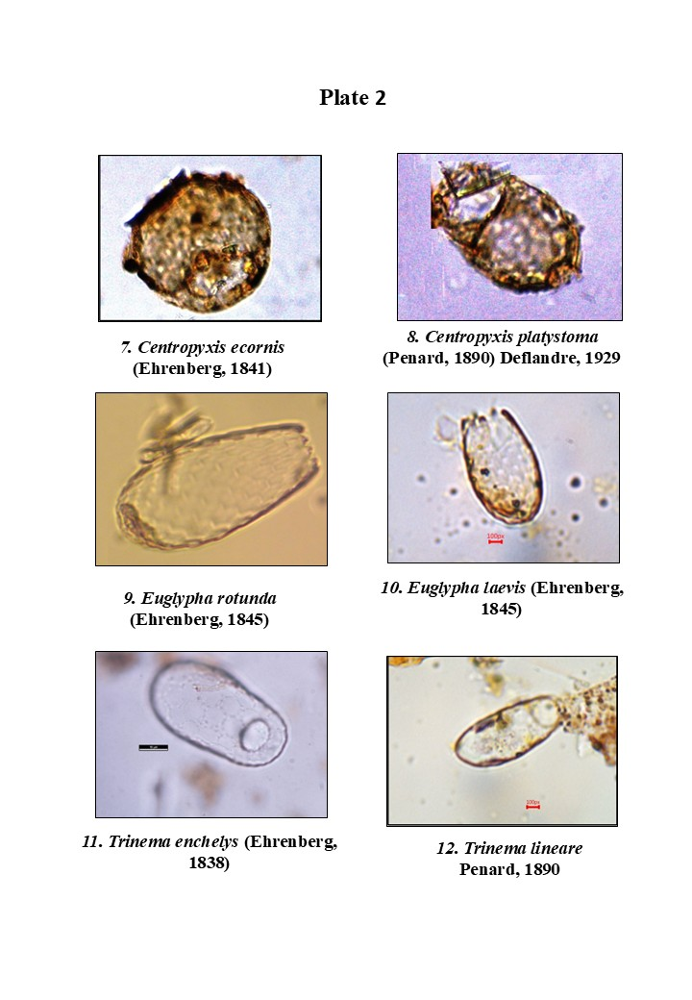 Plate 2
7. Centropyxis ecornis
(Ehrenberg, 1841)
8. Centropyxis platystoma
(Penard, 1890) Deflandre, 1929
9. Euglypha rotunda
(Ehrenberg, 1845)
100px
10. Euglypha laevis (Ehrenberg,
1845)
11. Trinema enchelys (Ehrenberg,
1838)
100px
12. Trinema lineare
Penard, 1890